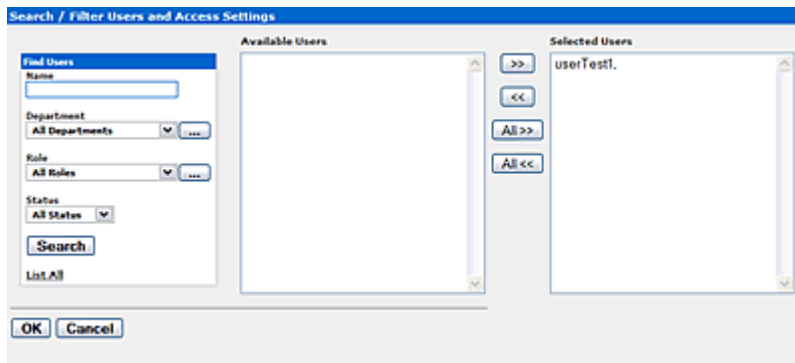 Search / Filter Users and Access Settings
Find Users
Name
Department
All Departments
...
Role
All Roles
...
Status
All Status
Search
List All
Available Users
>>
<<
All >>
All <<
Selected Users
userTest1,
OK
Cancel